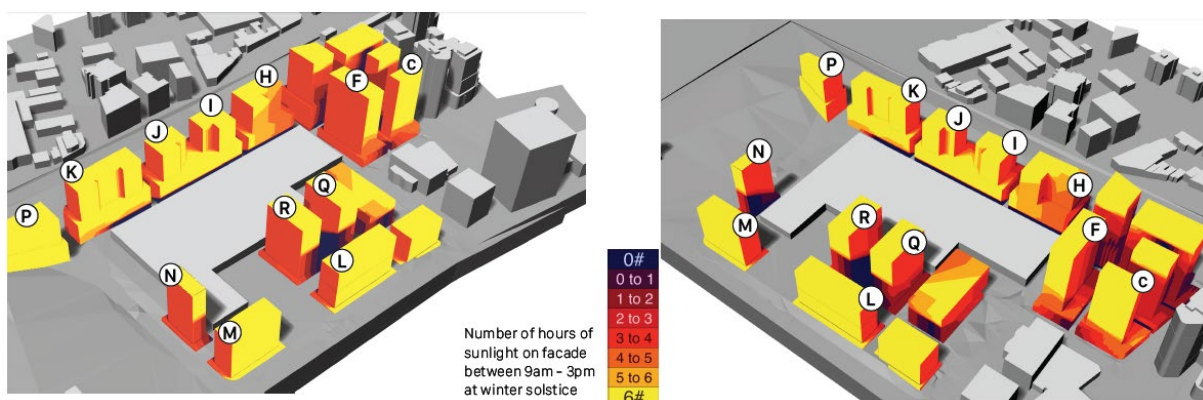 H
F
C
I
J
K
P
Q
R
L
N
M
P
K
J
I
H
N
M
R
Q
F
L
C
Number of hours of
sunlight on facade
between 9am - 3pm
at winter solstice
0#
0 to 1
1 to 2
2 to 3
3 to 4
4 to 5
5 to 6
6#